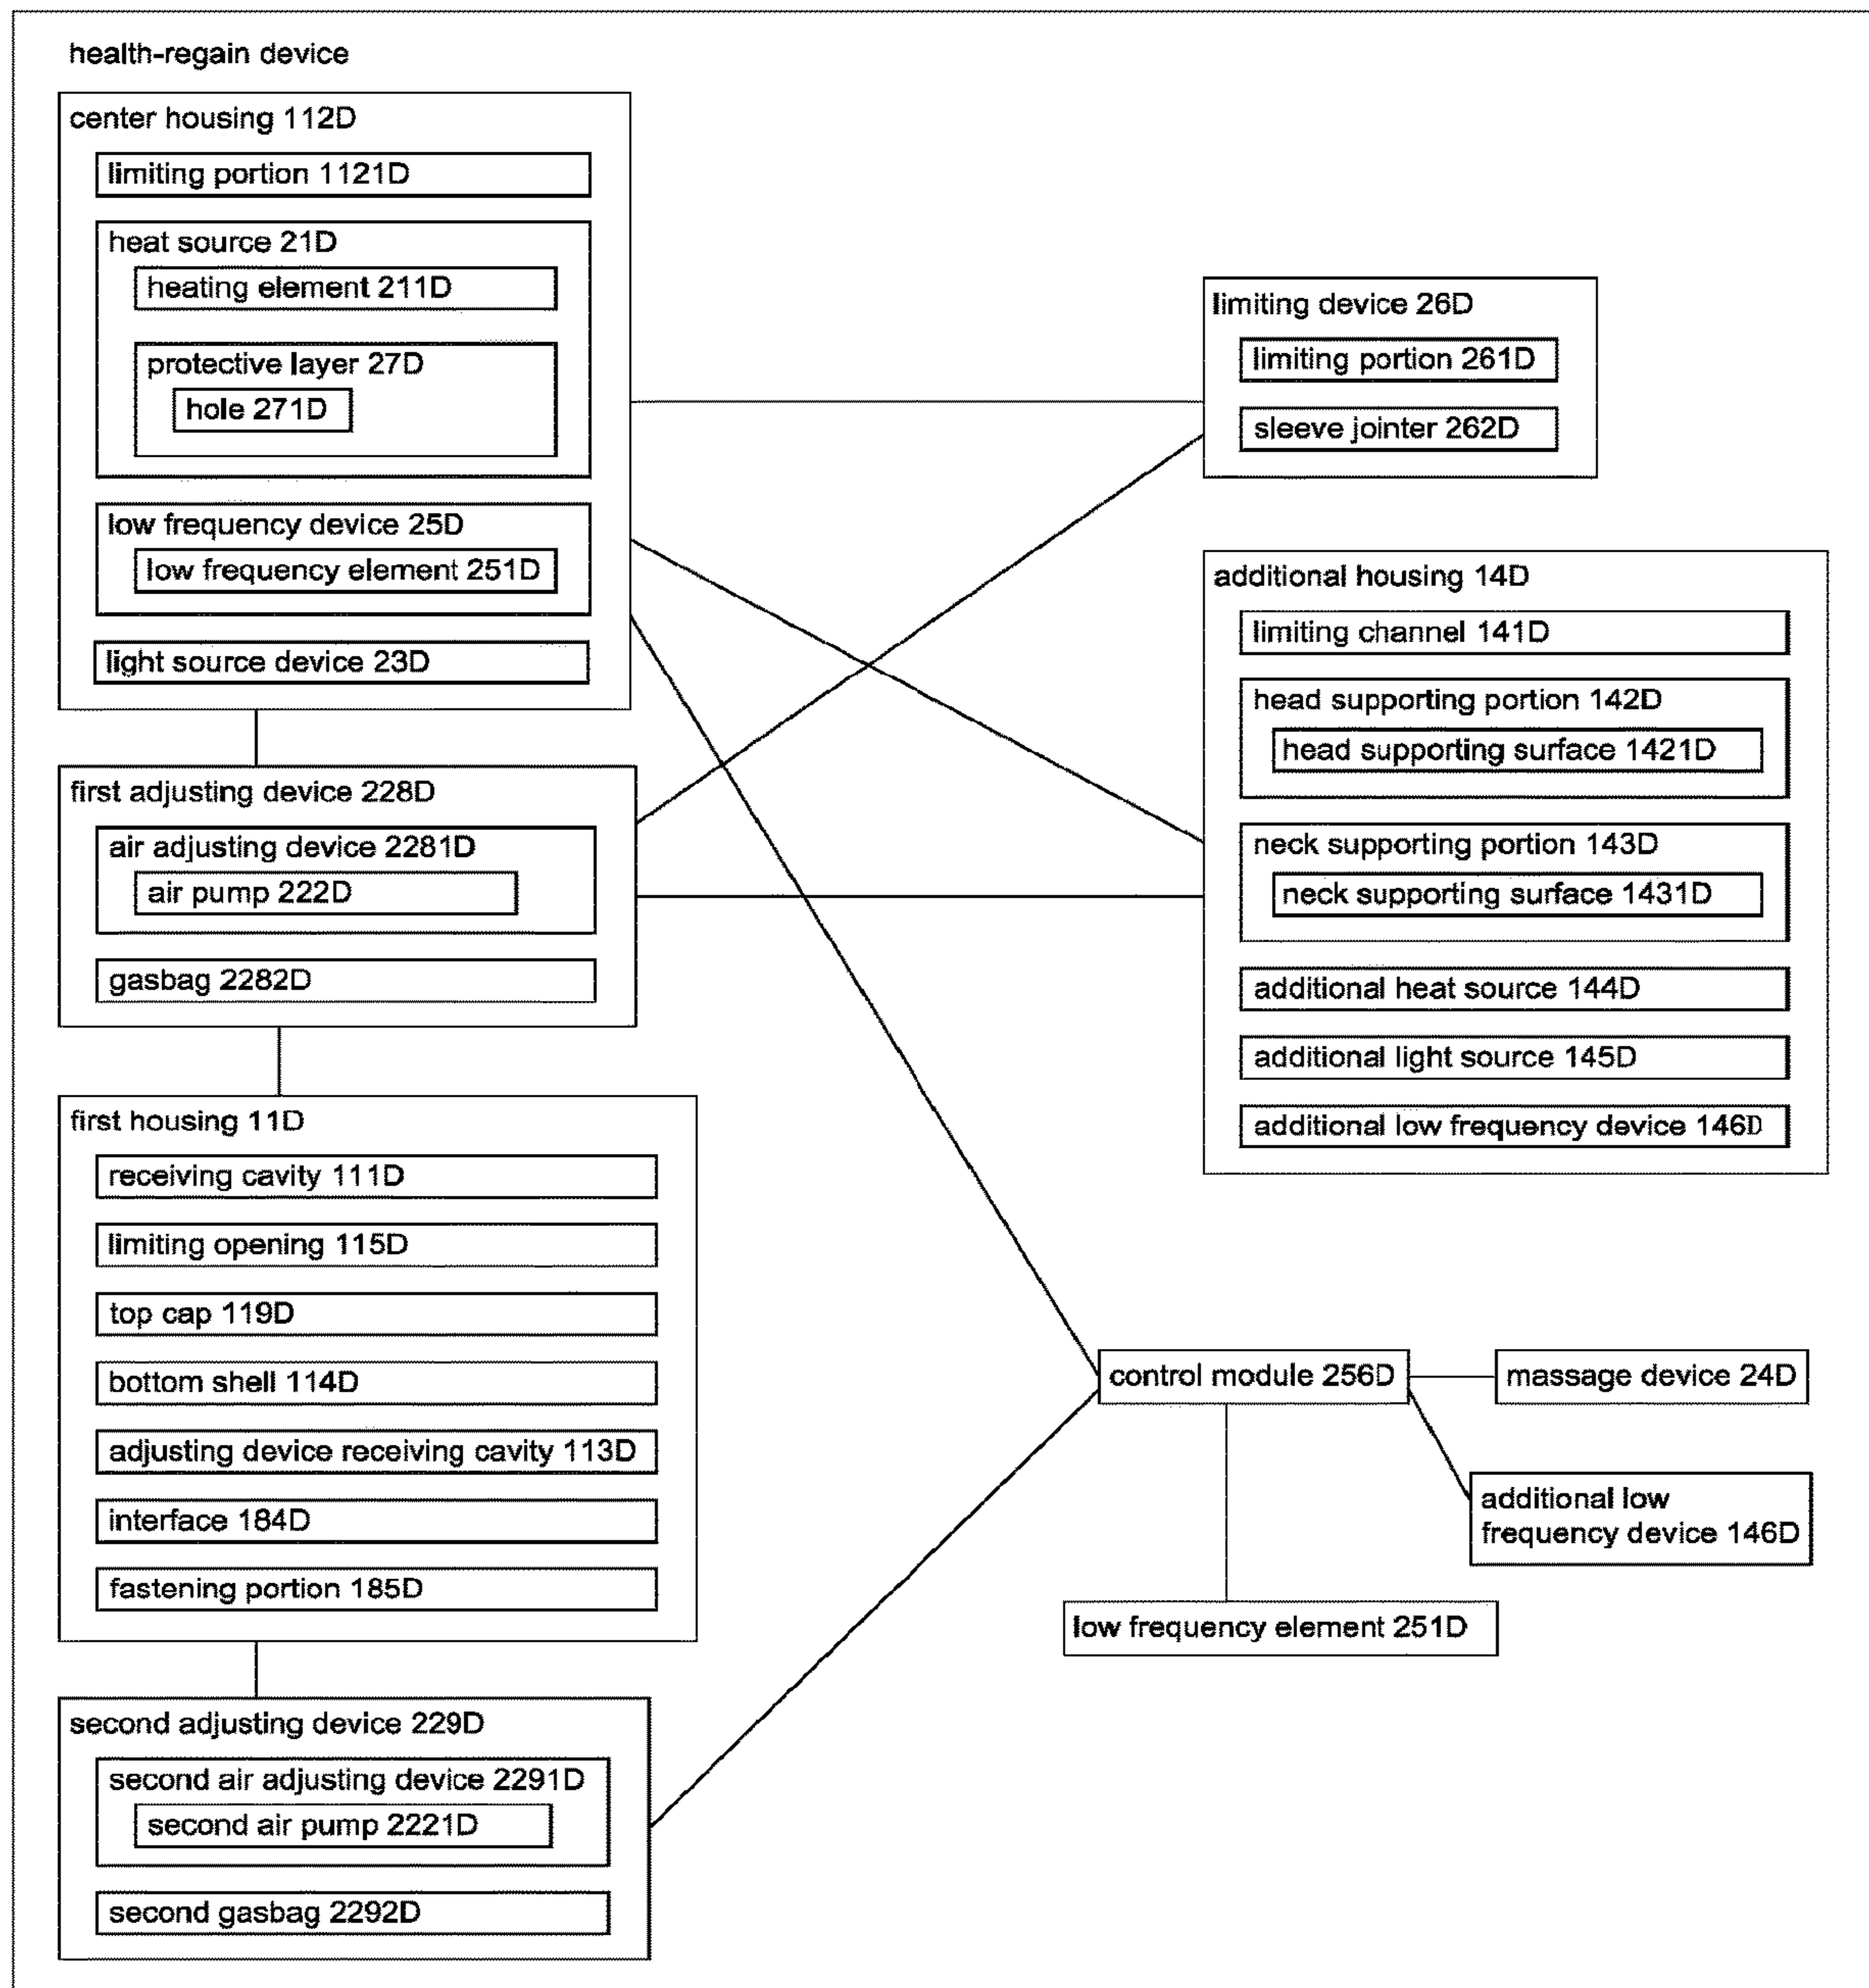 health-regain device
center housing 112D
limiting portion 1121D
heat source 21D
heating element 211D
protective layer 27D
hole 271D
low frequency device 25D
low frequency element 251D
light source device 23D
first adjusting device 228D
air adjusting device 2281D
air pump 222D
gasbag 2282D
first housing 11D
receiving cavity 111D
limiting opening 115D
top cap 119D
bottom shell 114D
adjusting device receiving cavity 113D
interface 184D
fastening portion 185D
second adjusting device 229D
second air adjusting device 2291D
second air pump 2221D
second gasbag 2292D
limiting device 26D
limiting portion 261D
sleeve jointer 262D
additional housing 14D
limiting channel 141D
head supporting portion 142D
head supporting surface 1421D
neck supporting portion 143D
neck supporting surface 1431D
additional heat source 144D
additional light source 145D
additional low frequency device 146D
control module 256D
massage device 24D
additional low
frequency device 146D
low frequency element 251D